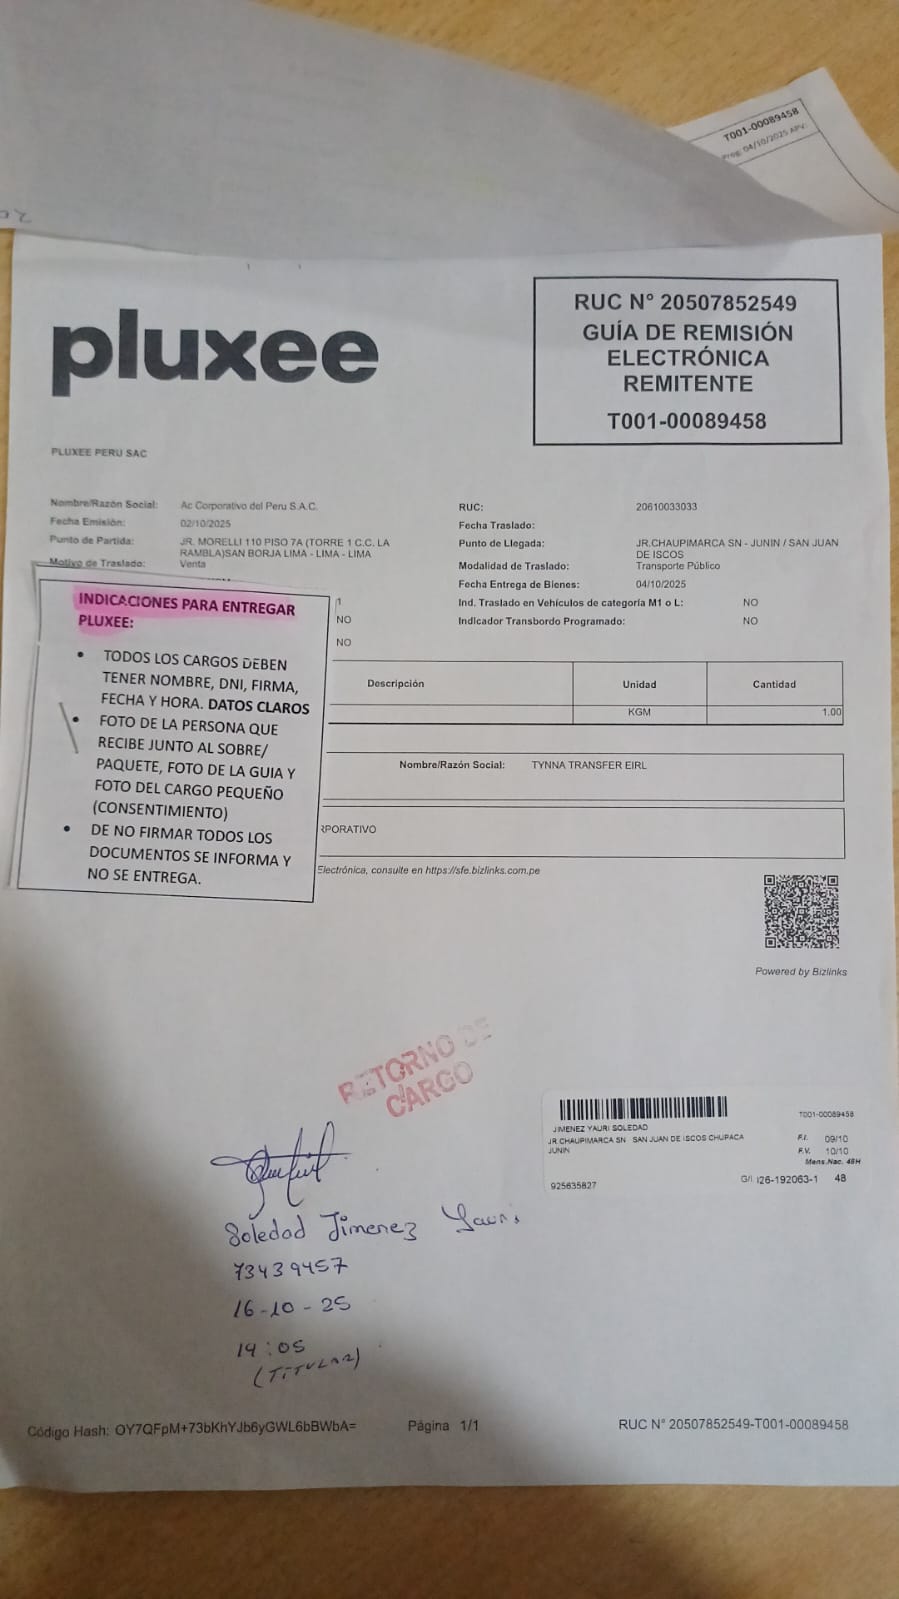 T001-00089458
04/10/2025 APV:
RUC N° 20507852549
GUÍA DE REMISIÓN
ELECTRÓNICA
REMITENTE
T001-00089458
pluxee
PLUXEE PERU SAC
Nombre/Razón Social: Ac Corporativo del Peru S.A.C.
Fecha Emisión: 02/10/2025
Punto de Partida: JR. MORELLI 110 PISO 7A (TORRE 1 C.C. LA
RAMBLA)SAN BORJA LIMA - LIMA - LIMA
Motivo de Traslado: Venta
RUC: 20610033033
Fecha Traslado:
Punto de Llegada: JR.CHAUPIMARCA SN - JUNIN / SAN JUAN
DE ISCOS
Modalidad de Traslado: Transporte Público
Fecha Entrega de Bienes: 04/10/2025
Ind. Traslado en Vehículos de categoría M1 o L: NO
Indicador Transbordo Programado: NO
1
NO
NO
INDICACIONES PARA ENTREGAR
PLUXEE:
• TODOS LOS CARGOS DEBEN
TENER NOMBRE, DNI, FIRMA,
FECHA Y HORA. DATOS CLAROS
• FOTO DE LA PERSONA QUE
RECIBE JUNTO AL SOBRE/
PAQUETE, FOTO DE LA GUIA Y
FOTO DEL CARGO PEQUEÑO
(CONSENTIMIENTO)
• DE NO FIRMAR TODOS LOS
DOCUMENTOS SE INFORMA Y
NO SE ENTREGA.
Descripción Unidad Cantidad
KGM 1.00
Nombre/Razón Social: TYNNA TRANSFER EIRL
RPORATIVO
Electrónica, consulte en https://sfe.bizlinks.com.pe
Powered by Bizlinks
RETORNO DE
CARGO
JIMENEZ YAURI SOLEDAD
JR.CHAUPIMARCA SN SAN JUAN DE ISCOS CHUPACA
JUNIN
925635827
T001-00089458
F.I. 09/10
F.V. 10/10
Mens.Nac. 48H
G/I 126-192063-1 48
Soledad Jimenez Yauri
73439457
16-10-25
14:05
(TITULAR)
Código Hash: OY7QFpM+73bKhYJb6yGWL6bBWbA=
Página 1/1
RUC N° 20507852549-T001-00089458